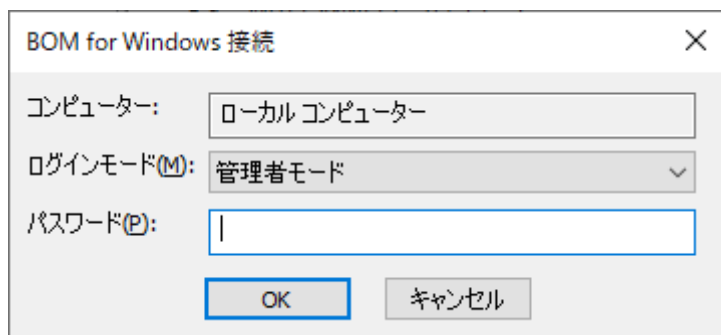 BOM for Windows 接続
コンピューター: ローカル コンピューター
ログインモード(M): 管理者モード
パスワード(P):
OK キャンセル